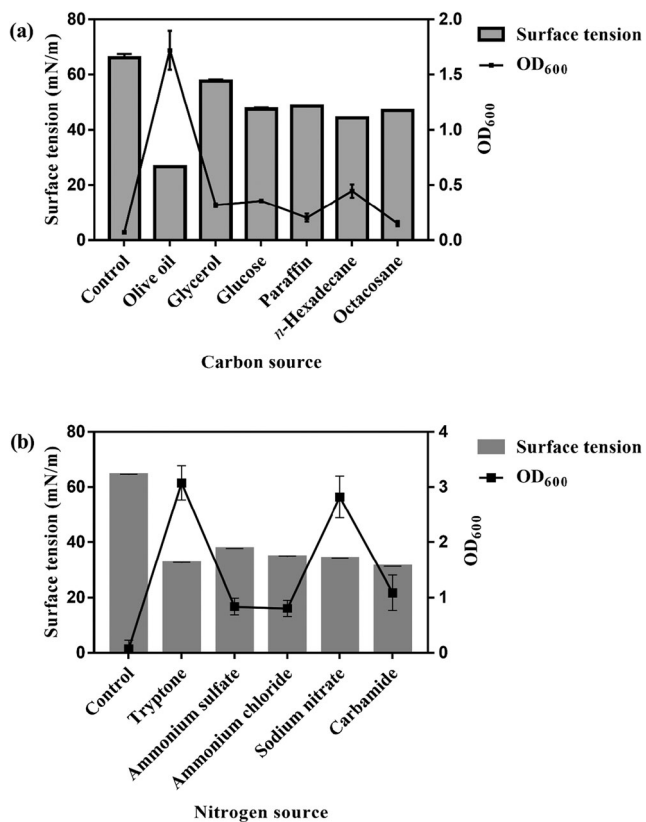 (a)
Surface tension (mN/m)
80
60
40
20
0
2.0
1.5
1.0
0.5
0.0
OD600
Surface tension
OD600
Control
Olive oil
Glycerol
Glucose
Paraffin
n-Hexadecane
Octacosane
Carbon source
(b)
Surface tension (mN/m)
80
60
40
20
0
4
3
2
1
0
OD600
Surface tension
OD600
Control
Tryptone
Ammonium sulfate
Ammonium chloride
Sodium nitrate
Carbamide
Nitrogen source